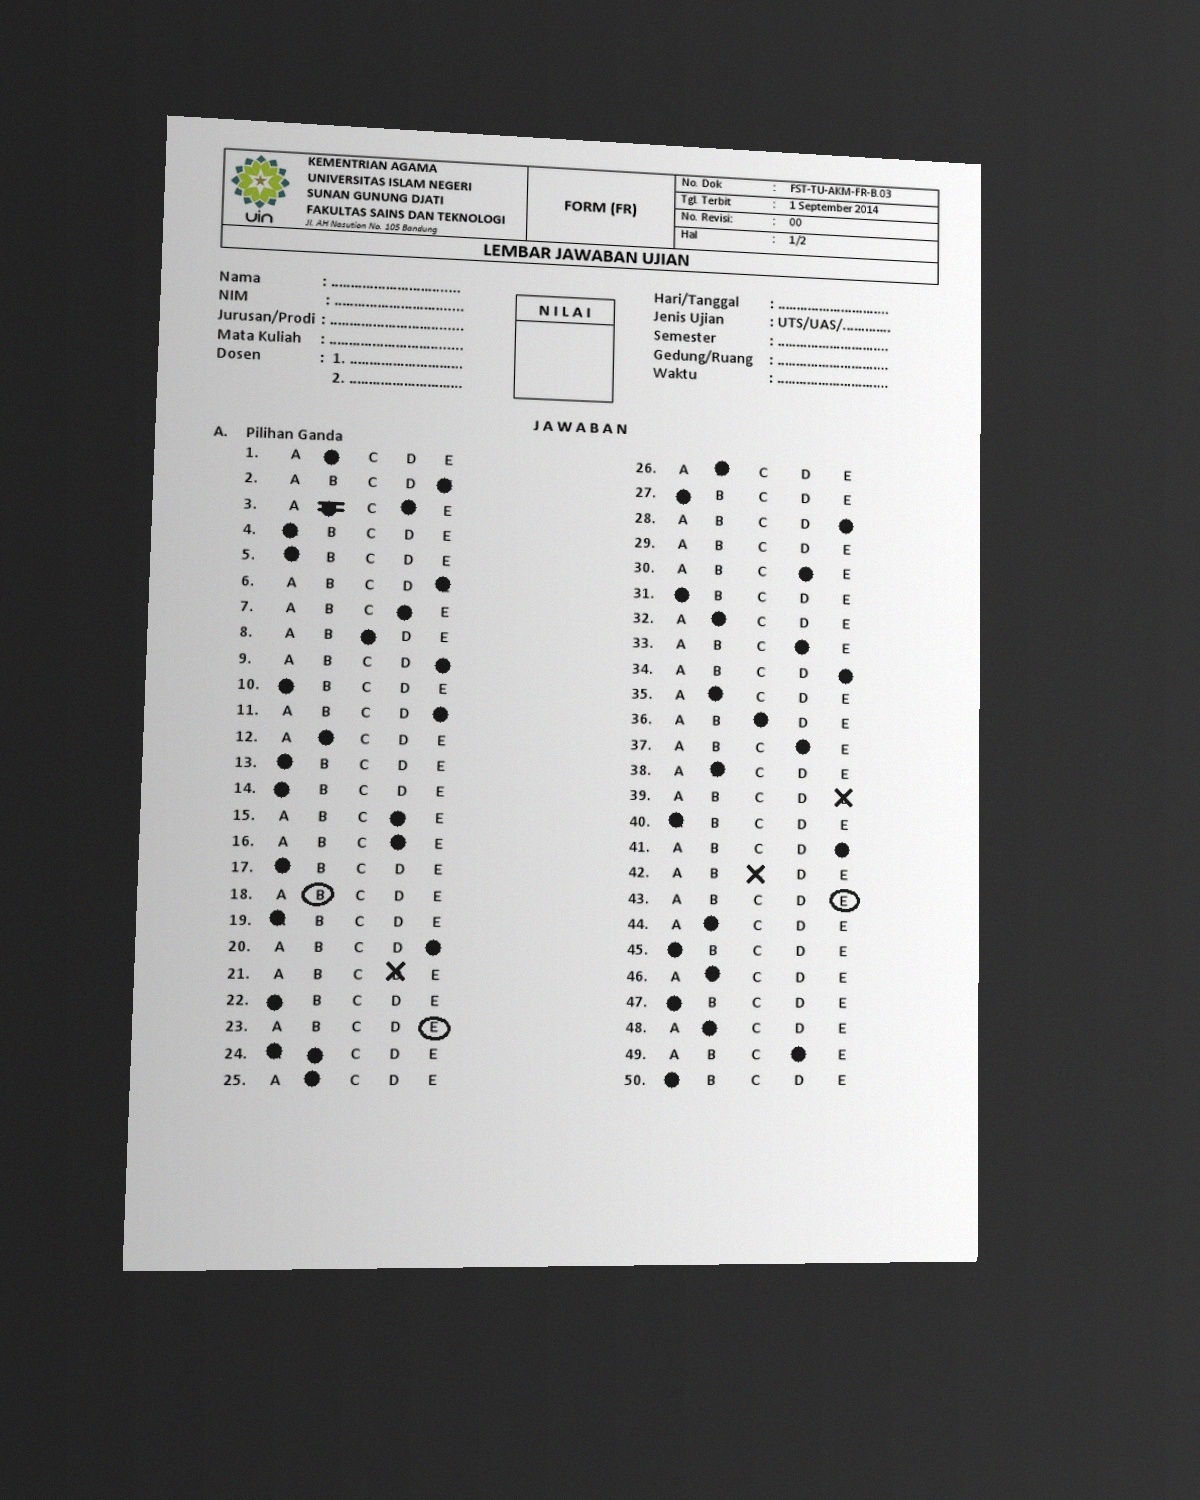 KEMENTRIAN AGAMA
UNIVERSITAS ISLAM NEGERI
SUNAN GUNUNG DJATI
FAKULTAS SAINS DAN TEKNOLOGI
Jl. AH Nasution No. 105 Bandung
uin
FORM (FR)
No. Dok : FST-TU-AKM-FR-B.03
Tgl. Terbit : 1 September 2014
No. Revisi: : 00
Hal : 1/2
LEMBAR JAWABAN UJIAN
Nama : ................................
NIM : ................................
Jurusan/Prodi : ................................
Mata Kuliah : ................................
Dosen : 1. ............................
2. ............................
NILAI
Hari/Tanggal : ............................
Jenis Ujian : UTS/UAS/............
Semester : ............................
Gedung/Ruang : ............................
Waktu : ............................
JAWABAN
A. Pilihan Ganda
1. A C D E
2. A B C D
3. A C E
4. B C D E
5. B C D E
6. A B C D
7. A B C E
8. A B D E
9. A B C D
10. B C D E
11. A B C D
12. A C D E
13. B C D E
14. B C D E
15. A B C E
16. A B C E
17. B C D E
18. A B C D E
19. B C D E
20. A B C D
21. A B C E
22. B C D E
23. A B C D E
24. C D E
25. A C D E
26. A C D E
27. B C D E
28. A B C D
29. A B C D E
30. A B C E
31. B C D E
32. A C D E
33. A B C E
34. A B C D
35. A C D E
36. A B D E
37. A B C E
38. A C D E
39. A B C D
40. B C D E
41. A B C D
42. A B D E
43. A B C D E
44. A C D E
45. B C D E
46. A C D E
47. B C D E
48. A C D E
49. A B C E
50. B C D E